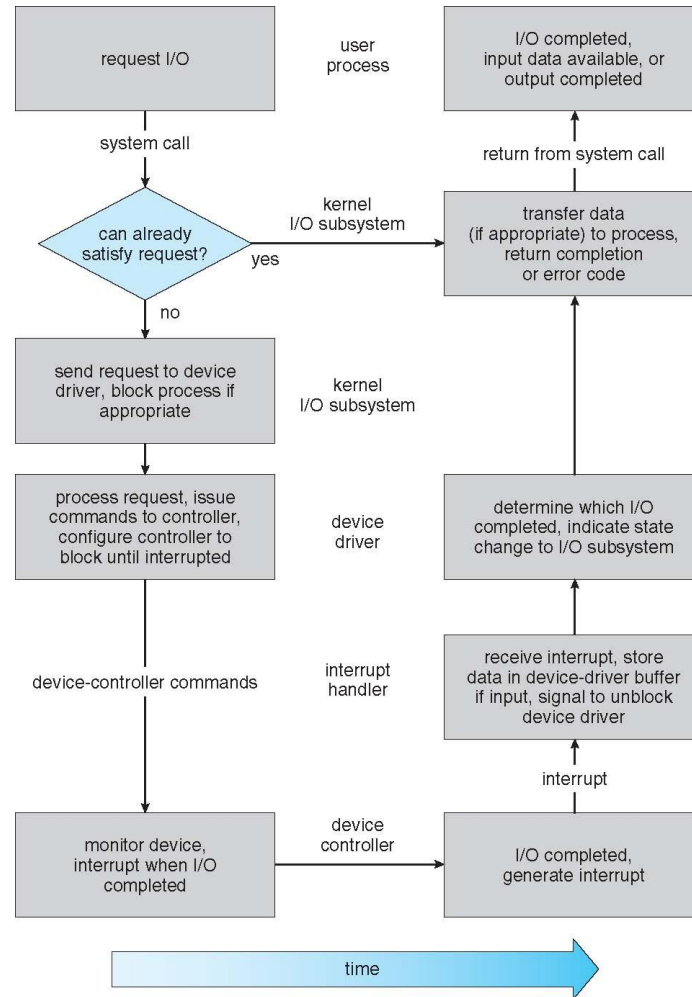 request I/O
user
process
I/O completed,
input data available, or
output completed
system call
return from system call
can already
satisfy request?
yes
no
kernel
I/O subsystem
transfer data
(if appropriate) to process,
return completion
or error code
send request to device
driver, block process if
appropriate
kernel
I/O subsystem
process request, issue
commands to controller,
configure controller to
block until interrupted
device
driver
determine which I/O
completed, indicate state
change to I/O subsystem
device-controller commands
interrupt
handler
receive interrupt, store
data in device-driver buffer
if input, signal to unblock
device driver
interrupt
monitor device,
interrupt when I/O
completed
device
controller
I/O completed,
generate interrupt
time